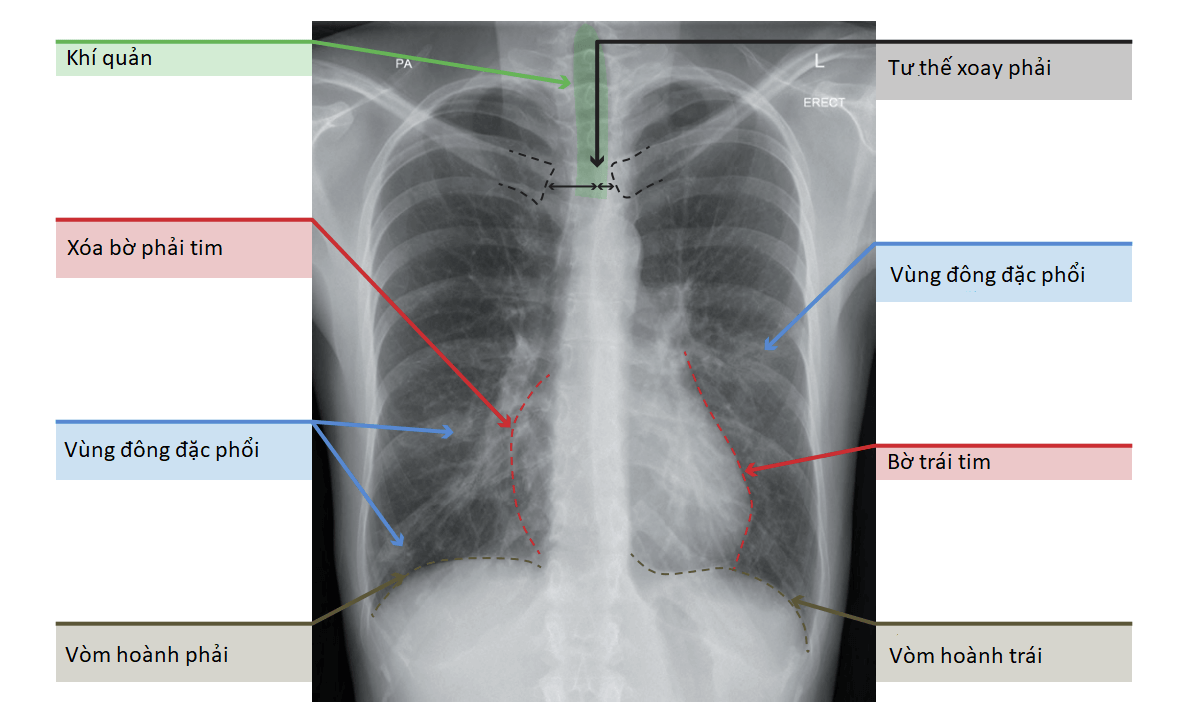 Khí quản
PA
L
Tư thế xoay phải
ERECT
Xóa bờ phải tim
Vùng đông đặc phổi
Vùng đông đặc phổi
Bờ trái tim
Vòm hoành phải
Vòm hoành trái